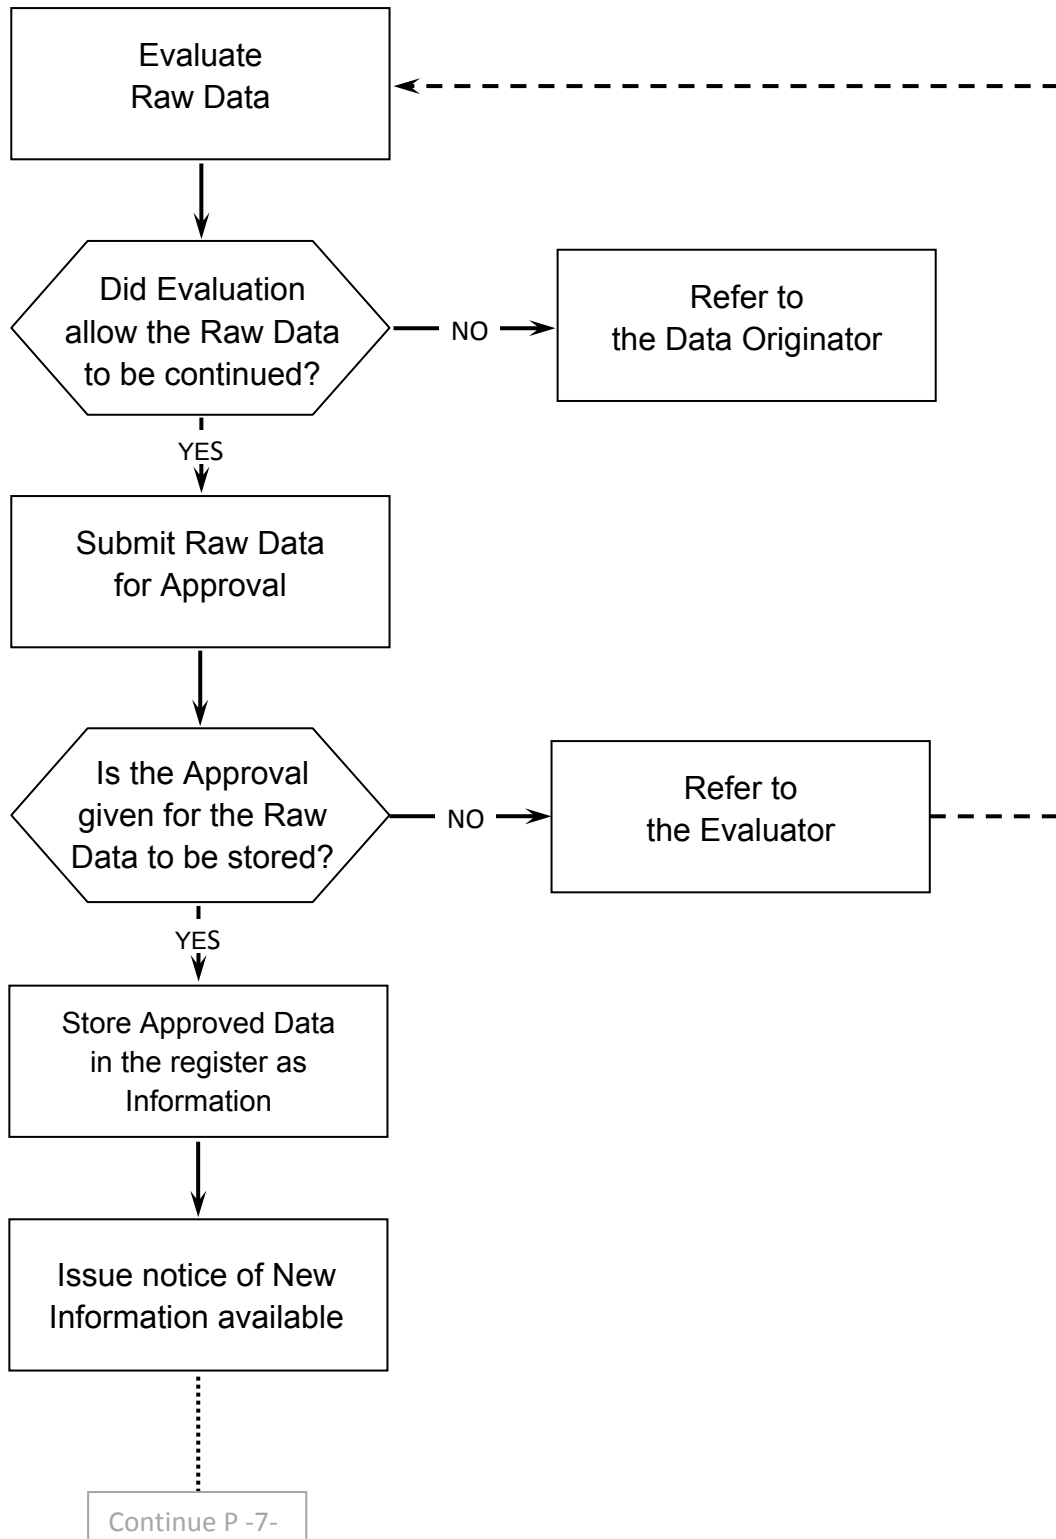 Evaluate
Raw Data
Did Evaluation
allow the Raw Data
to be continued?
NO
Refer to
the Data Originator
YES
Submit Raw Data
for Approval
Is the Approval
given for the Raw
Data to be stored?
NO
Refer to
the Evaluator
YES
Store Approved Data
in the register as
Information
Issue notice of New
Information available
Continue P -7-